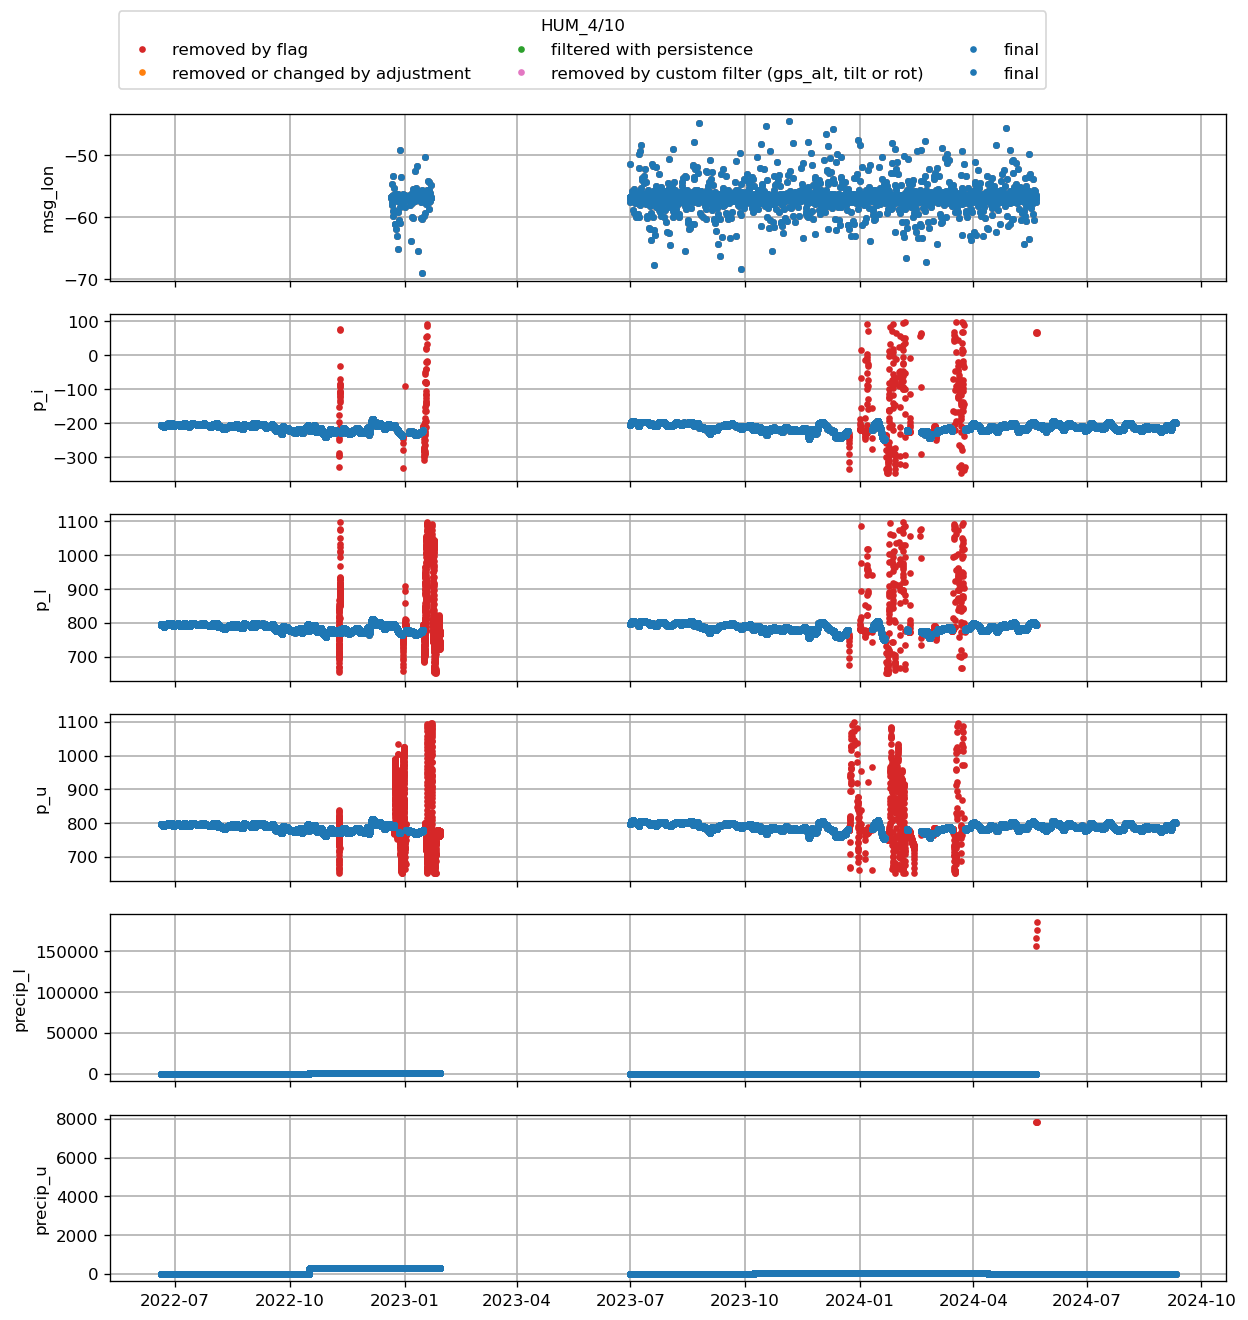 HUM_4/10
removed by flag
filtered with persistence
final
removed or changed by adjustment
removed by custom filter (gps_alt, tilt or rot)
final
msg_lon
−50
−60
−70
p_i
100
0
−100
−200
−300
p_l
1100
1000
900
800
700
p_u
1100
1000
900
800
700
precip_l
150000
100000
50000
0
precip_u
8000
6000
4000
2000
0
2022-07 2022-10 2023-01 2023-04 2023-07 2023-10 2024-01 2024-04 2024-07 2024-10